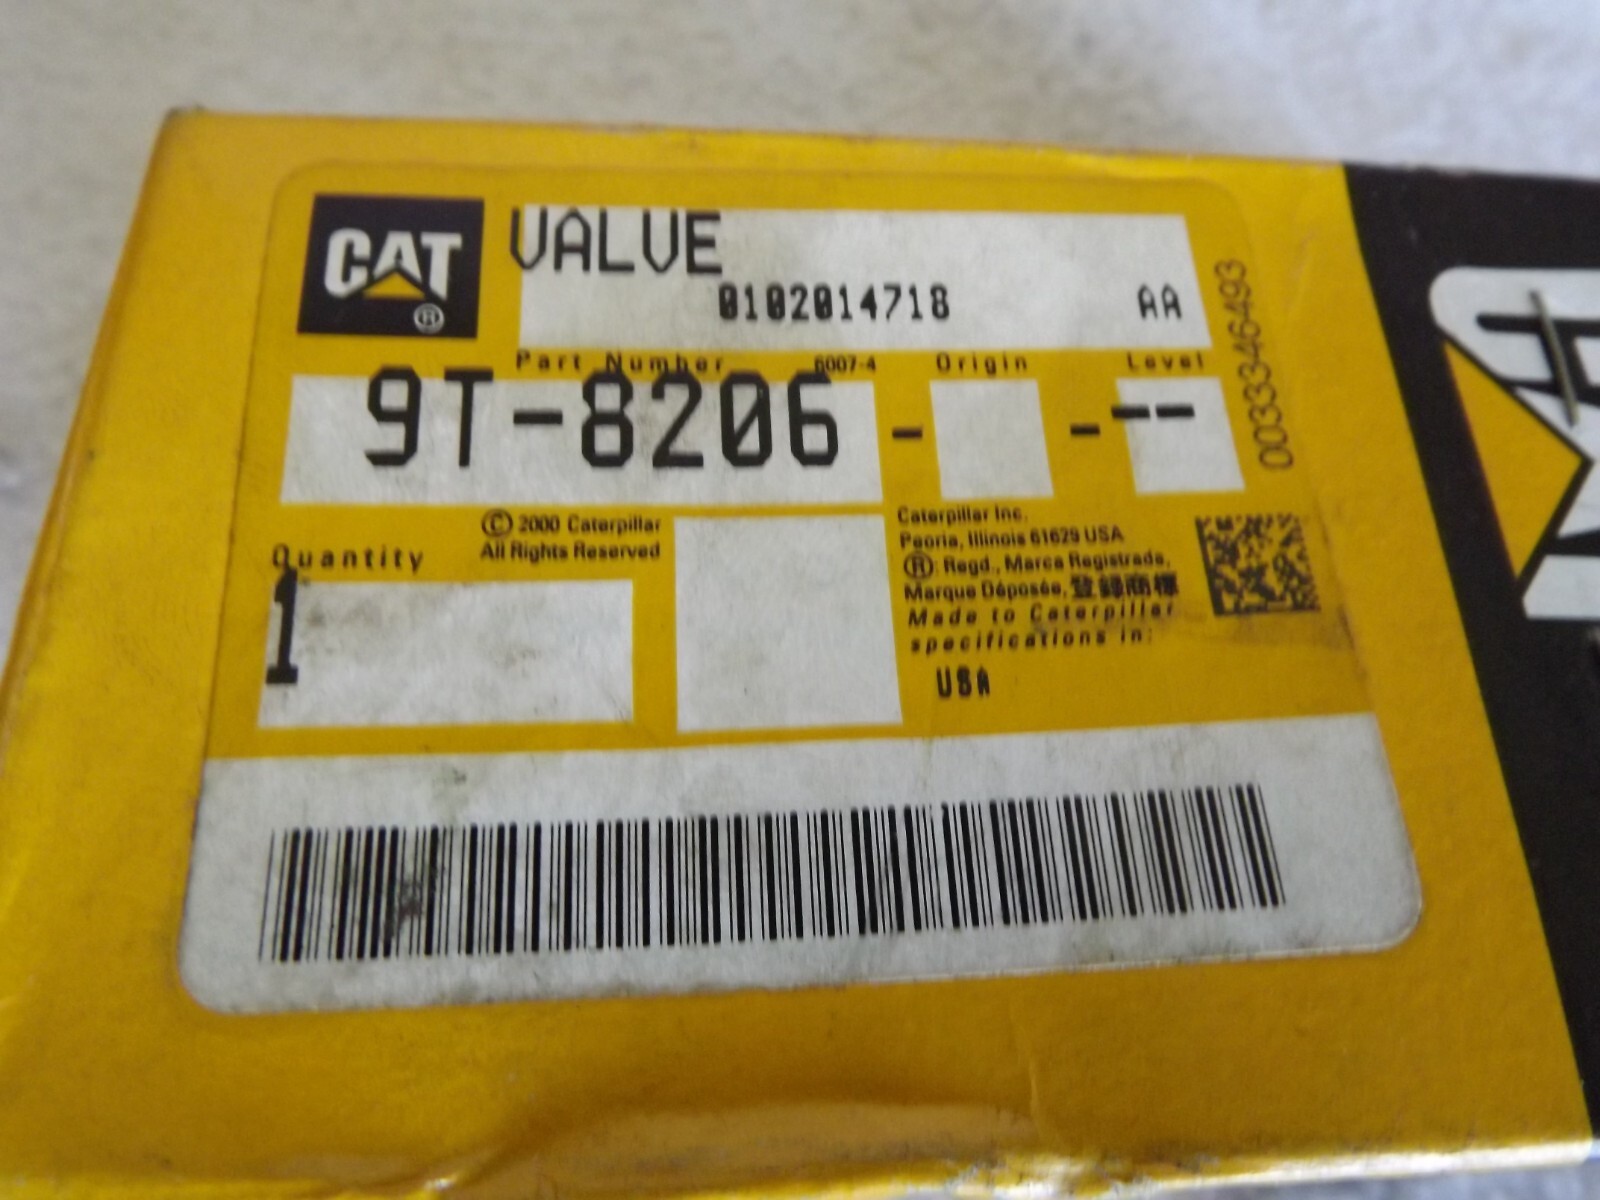 CAT®
VALVE
0102014718 AA
Part Number 6007-4 Origin Level
9T-8206 - - --
00333464 93
Quantity
1
© 2000 Caterpillar
All Rights Reserved
Caterpillar Inc.
Peoria, Illinois 61629 USA
®: Regd., Marca Registrada,
Marque Déposée, 登録商標
Made to Caterpillar
specifications in:
USA